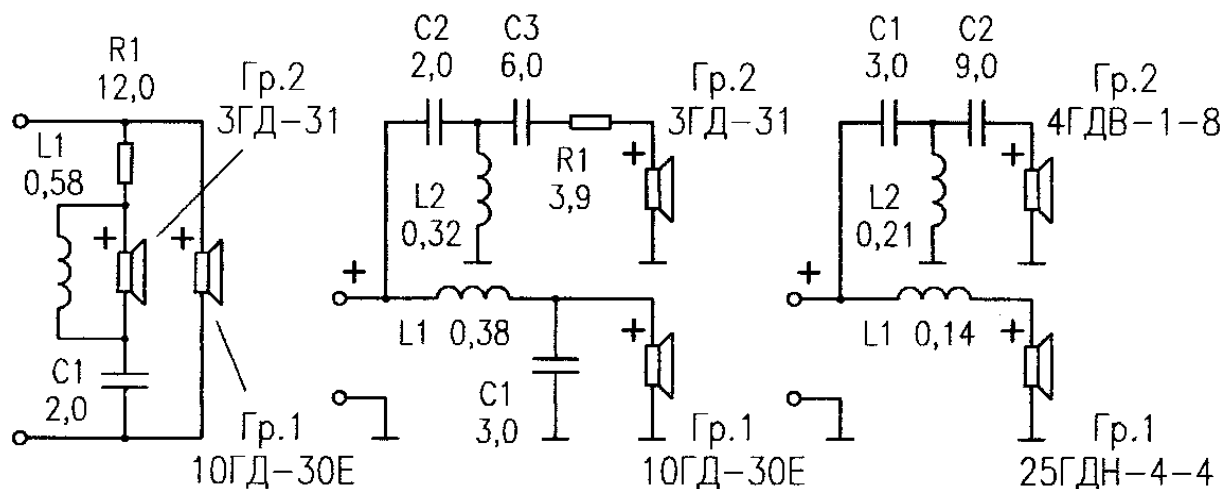 R1
12,0
Гр.2
3ГД-31
L1
0,58
+
+
C1
2,0
Гр.1
10ГД-30Е
C2
2,0
C3
6,0
Гр.2
3ГД-31
R1
3,9
+
L2
0,32
+
L1 0,38
+
C1
3,0
Гр.1
10ГД-30Е
C1
3,0
C2
9,0
Гр.2
4ГДВ-1-8
+
L2
0,21
+
L1 0,14
+
Гр.1
25ГДН-4-4